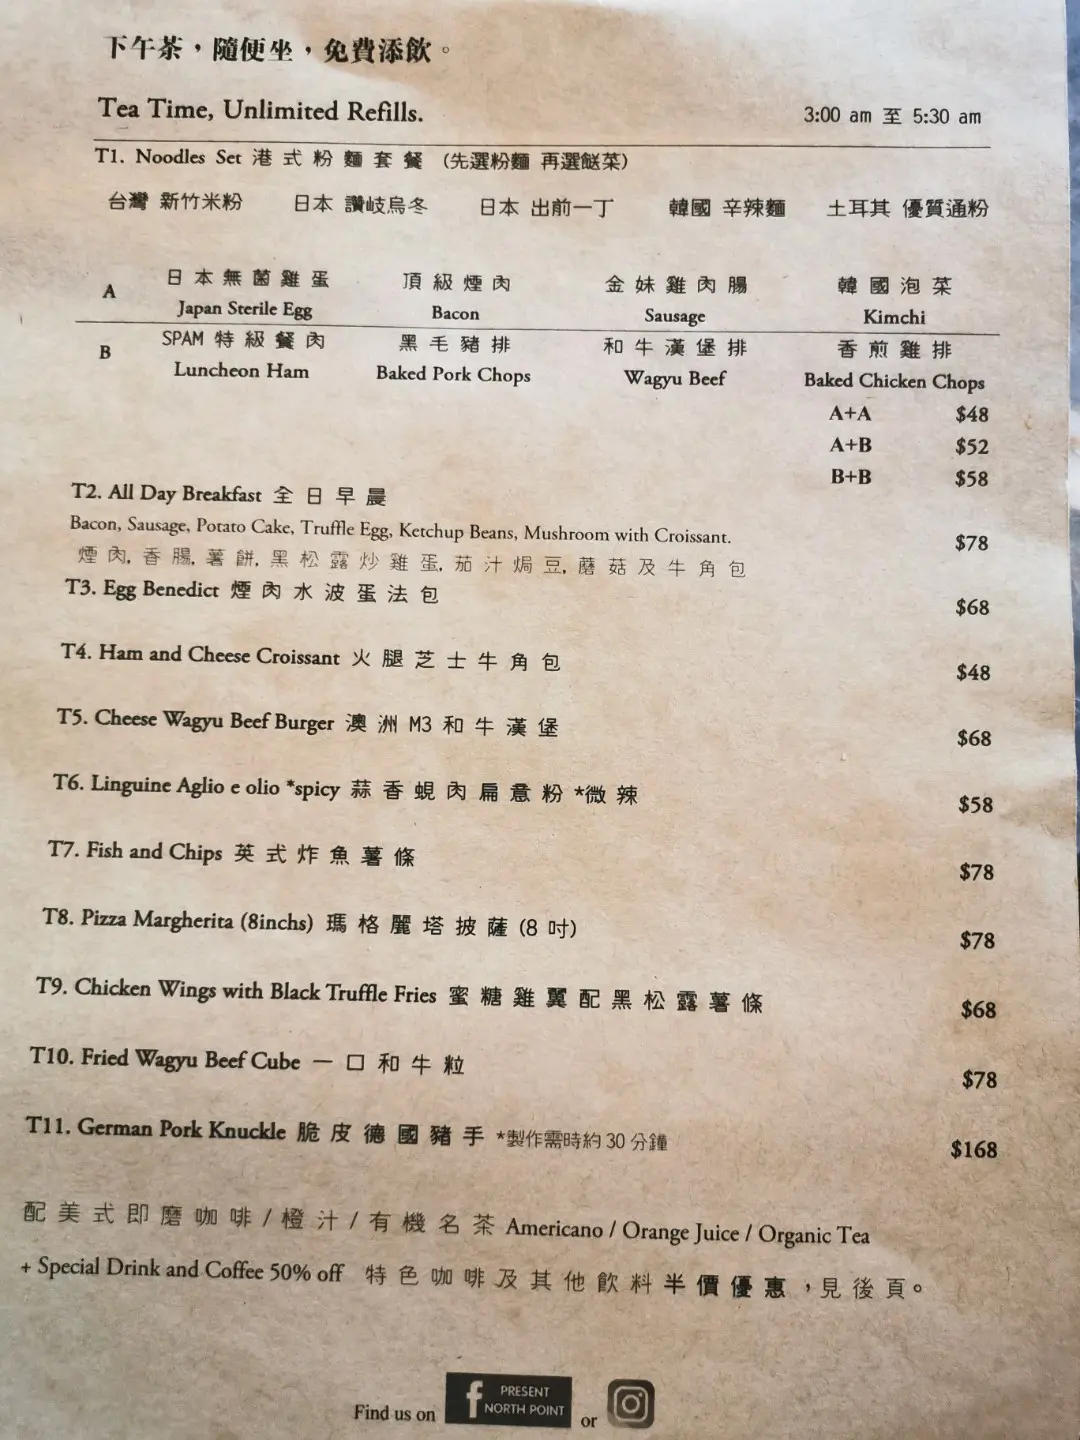 下午茶，隨便坐，免費添飲。
Tea Time, Unlimited Refills. 3:00 am 至 5:30 am
T1. Noodles Set 港式粉麵套餐 (先選粉麵 再選餸菜)
台灣 新竹米粉 日本 讚岐烏冬 日本 出前一丁 韓國 辛辣麵 土耳其 優質通粉
A 日本無菌雞蛋 頂級煙肉 金妹雞肉腸 韓國泡菜
Japan Sterile Egg Bacon Sausage Kimchi
B SPAM 特級餐肉 黑毛豬排 和牛漢堡排 香煎雞排
Luncheon Ham Baked Pork Chops Wagyu Beef Baked Chicken Chops
A+A $48
A+B $52
B+B $58
T2. All Day Breakfast 全日早晨
Bacon, Sausage, Potato Cake, Truffle Egg, Ketchup Beans, Mushroom with Croissant. $78
煙肉, 香腸, 薯餅, 黑松露炒雞蛋, 茄汁焗豆, 蘑菇及牛角包
T3. Egg Benedict 煙肉水波蛋法包 $68
T4. Ham and Cheese Croissant 火腿芝士牛角包 $48
T5. Cheese Wagyu Beef Burger 澳洲 M3 和牛漢堡 $68
T6. Linguine Aglio e olio *spicy 蒜香蜆肉扁意粉 *微辣 $58
T7. Fish and Chips 英式炸魚薯條 $78
T8. Pizza Margherita (8inchs) 瑪格麗塔披薩 (8 吋) $78
T9. Chicken Wings with Black Truffle Fries 蜜糖雞翼配黑松露薯條 $68
T10. Fried Wagyu Beef Cube 一口和牛粒 $78
T11. German Pork Knuckle 脆皮德國豬手 *製作需時約 30 分鐘 $168
配美式即磨咖啡 / 橙汁 / 有機名茶 Americano / Orange Juice / Organic Tea
+ Special Drink and Coffee 50% off 特色咖啡及其他飲料半價優惠，見後頁。
Find us on f PRESENT NORTH POINT or